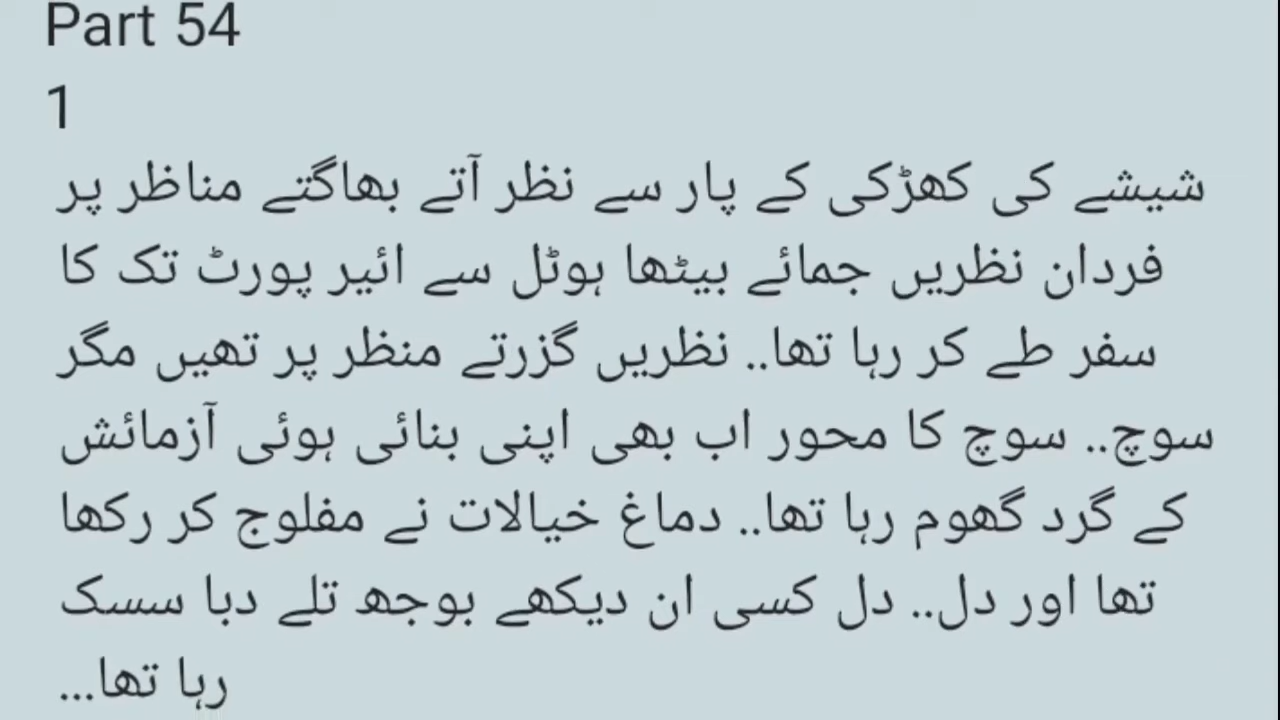 Part 54
1
شیشے کی کھڑکی کے پار سے نظر آتے بھاگتے مناظر پر
فردان نظریں جمائے بیٹھا ہوٹل سے ائیر پورٹ تک کا
سفر طے کر رہا تھا.. نظریں گزرتے منظر پر تھیں مگر
سوچ.. سوچ کا محور اب بھی اپنی بنائی ہوئی آزمائش
کے گرد گھوم رہا تھا.. دماغ خیالات نے مفلوج کر رکھا
تھا اور دل.. دل کسی ان دیکھے بوجھ تلے دبا سسک
رہا تھا...